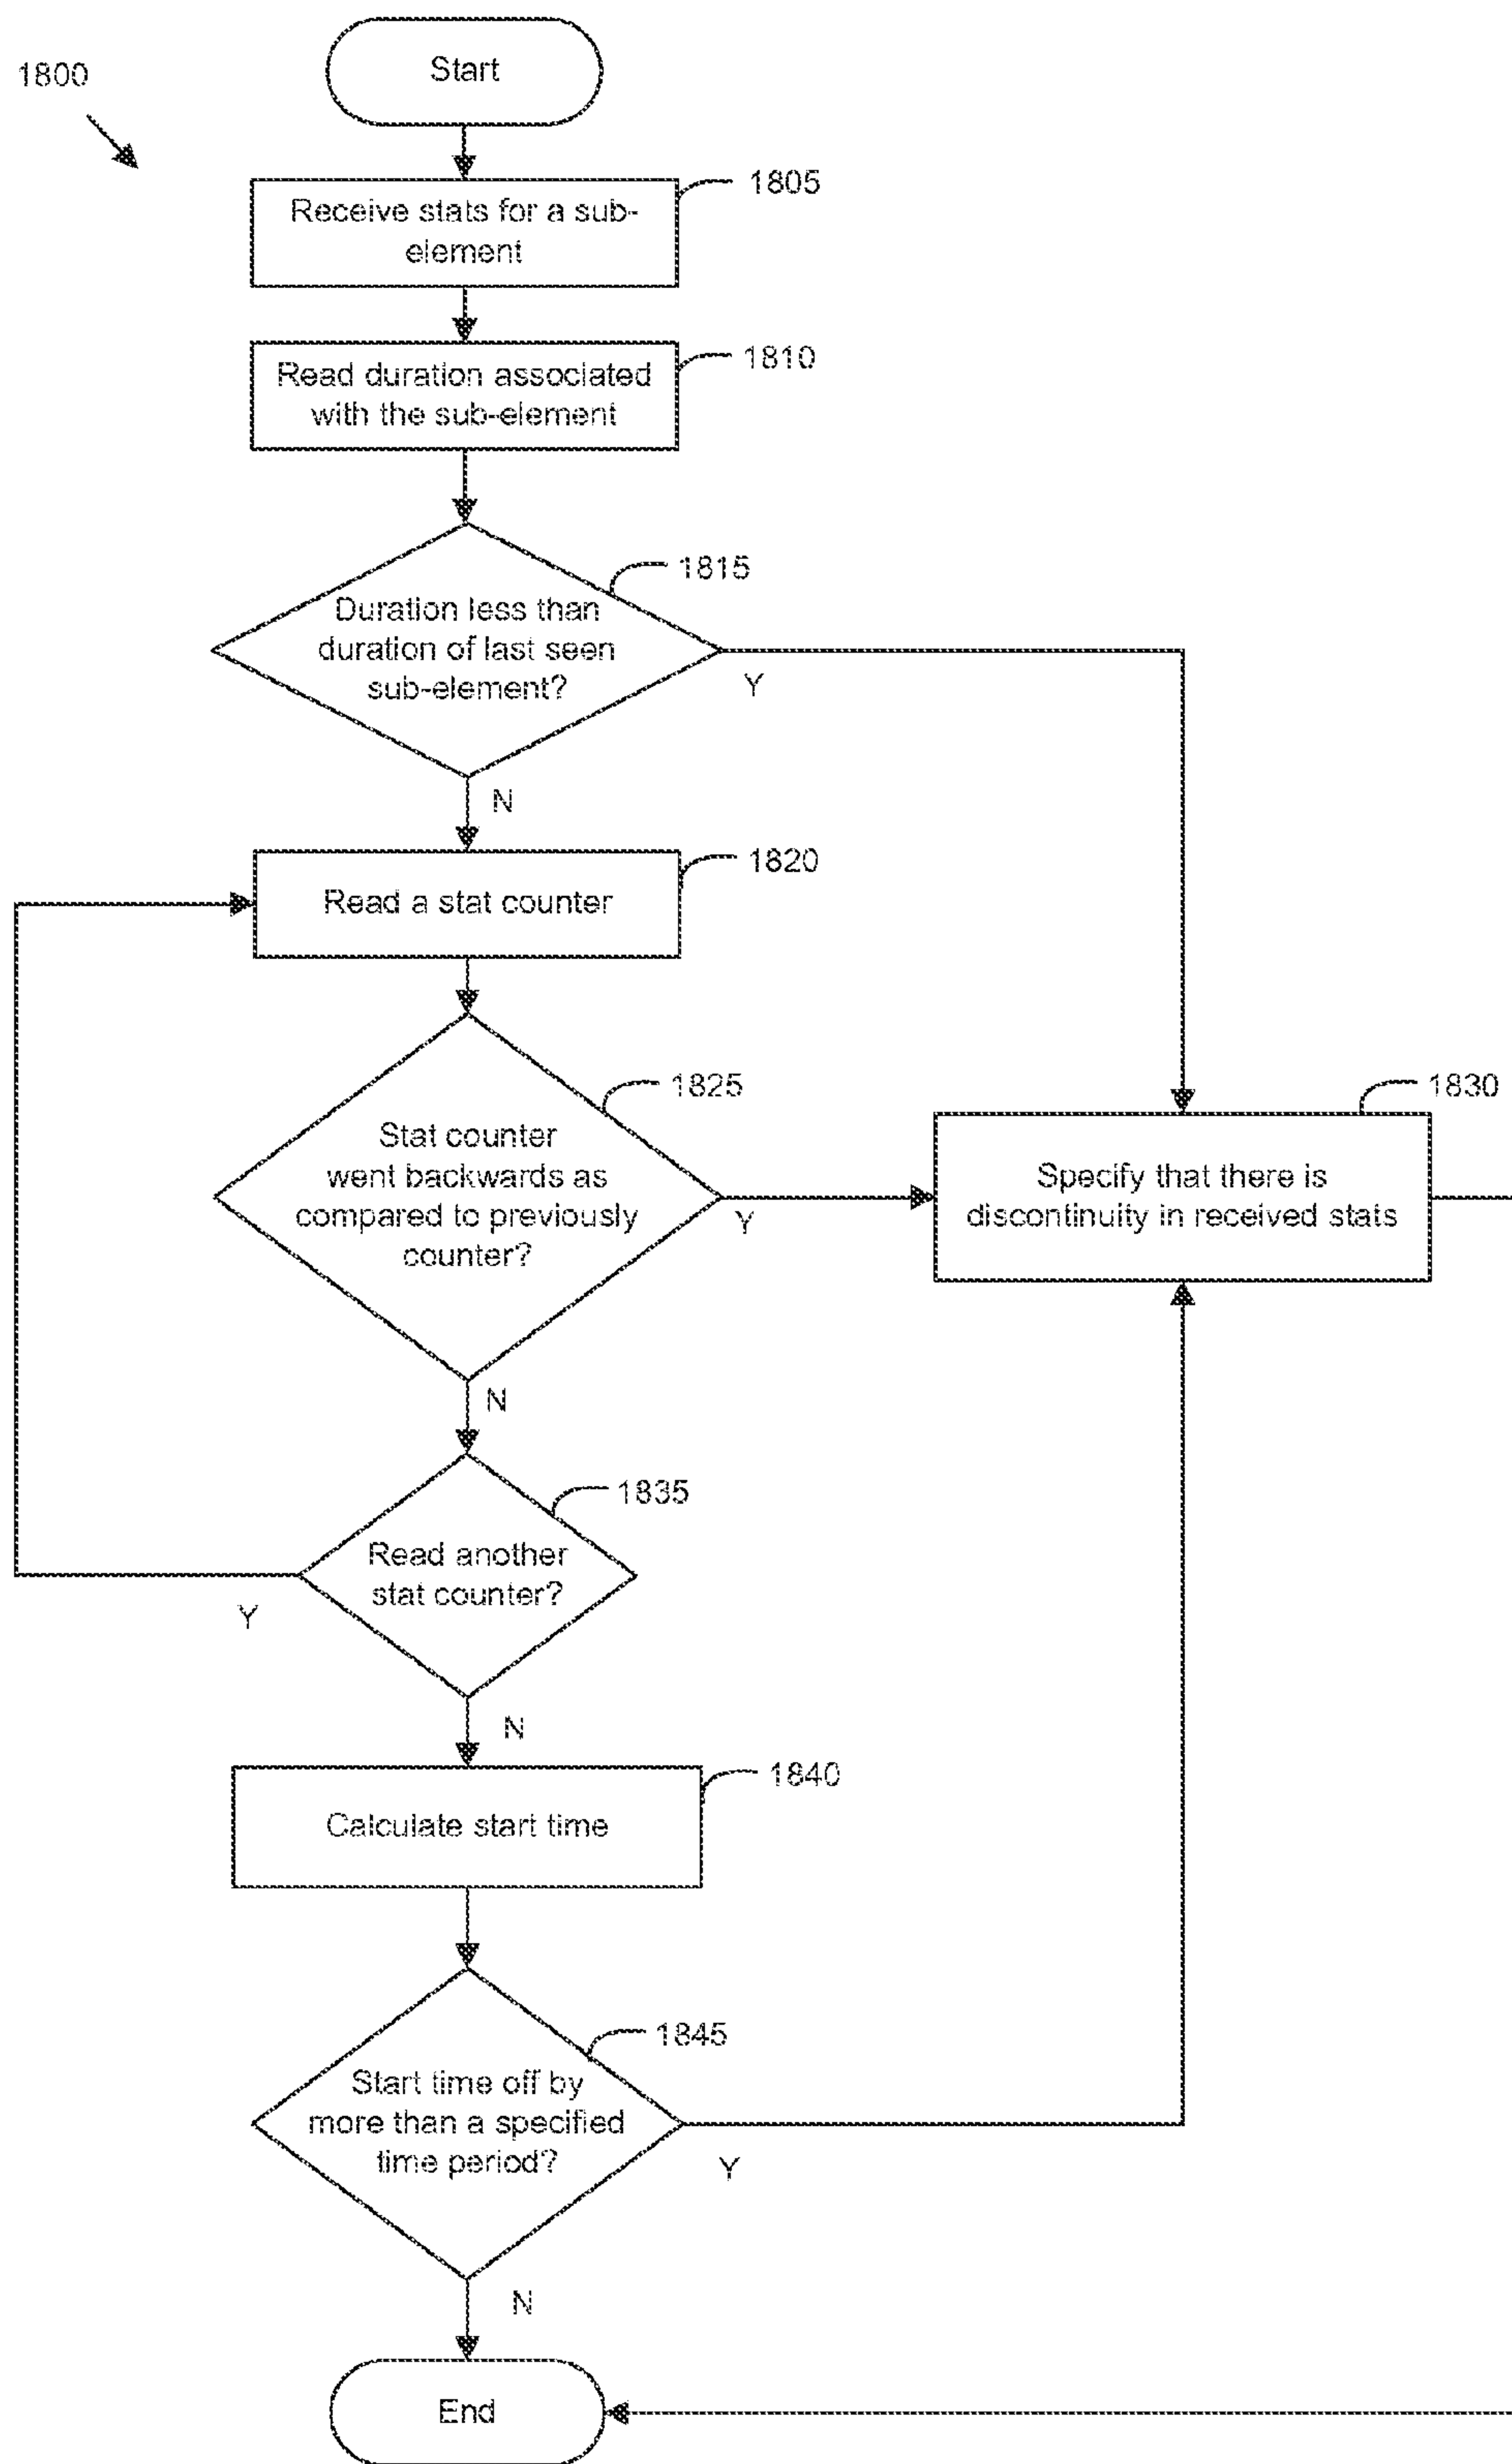 1800
Start
1805
Receive stats for a sub-
element
1810
Read duration associated
with the sub-element
1815
Duration less than
duration of last seen
sub-element?
Y
N
1820
Read a stat counter
1825
Stat counter
went backwards as
compared to previously
counter?
Y
1830
Specify that there is
discontinuity in received stats
N
1835
Read another
stat counter?
Y
N
1840
Calculate start time
1845
Start time off by
more than a specified
time period?
Y
N
End